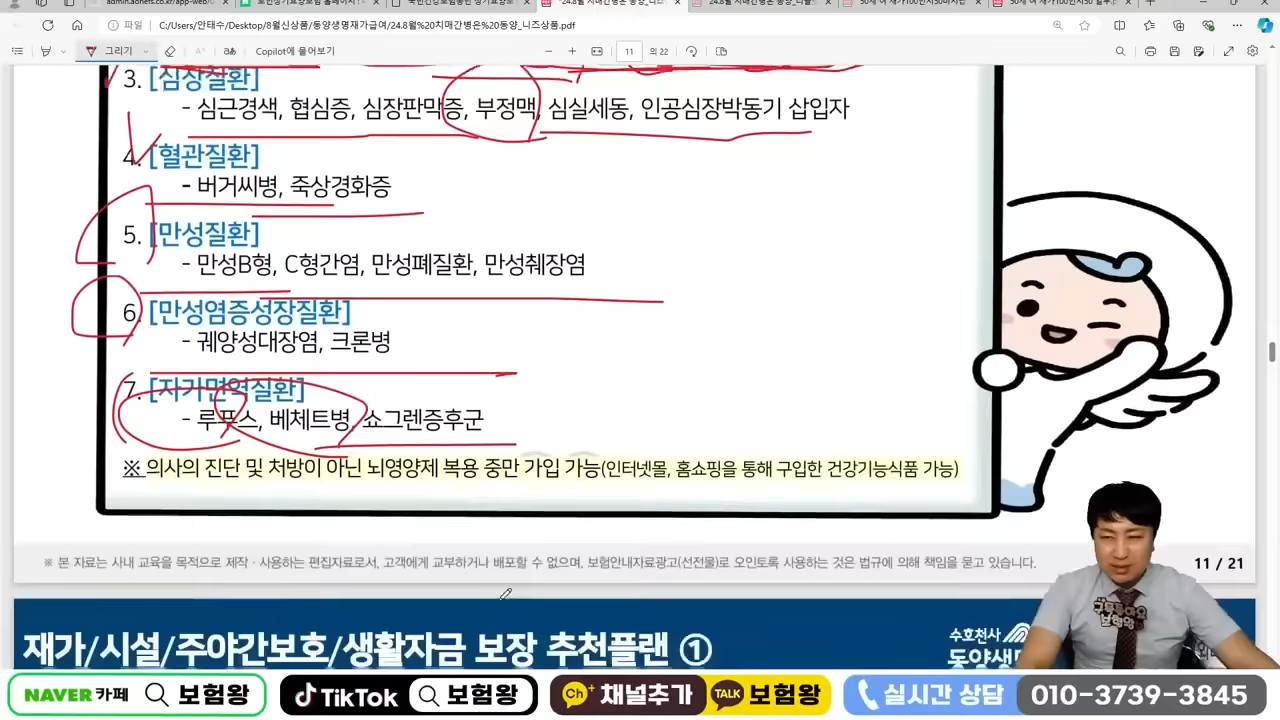 admin.aonets.co.kr/app-web/
파일 C:/Users/안태수/Desktop/8월신상품/동양생명재가급여/24.8월%20치매간병은%20동양_니즈상품.pdf
그리기 Copilot에 물어보기 11 의 22
3. [심장질환]
- 심근경색, 협심증, 심장판막증, 부정맥, 심실세동, 인공심장박동기 삽입자
4. [혈관질환]
- 버거씨병, 죽상경화증
5. [만성질환]
- 만성B형, C형간염, 만성폐질환, 만성췌장염
6. [만성염증성장질환]
- 궤양성대장염, 크론병
7. [자가면역질환]
- 루푸스, 베체트병, 쇼그렌증후군
※ 의사의 진단 및 처방이 아닌 뇌영양제 복용 중만 가입 가능(인터넷몰, 홈쇼핑을 통해 구입한 건강기능식품 가능)
※ 본 자료는 사내 교육을 목적으로 제작·사용하는 편집자료로서, 고객에게 교부하거나 배포할 수 없으며, 보험안내자료광고(선전물)로 오인토록 사용하는 것은 법규에 의해 책임을 묻고 있습니다.
11 / 21
재가/시설/주야간보호/생활자금 보장 추천플랜 ①
수호천사
동양생명
NAVER 카페 보험왕
TikTok 보험왕
Ch+ 채널추가 TALK 보험왕
실시간 상담 010-3739-3845